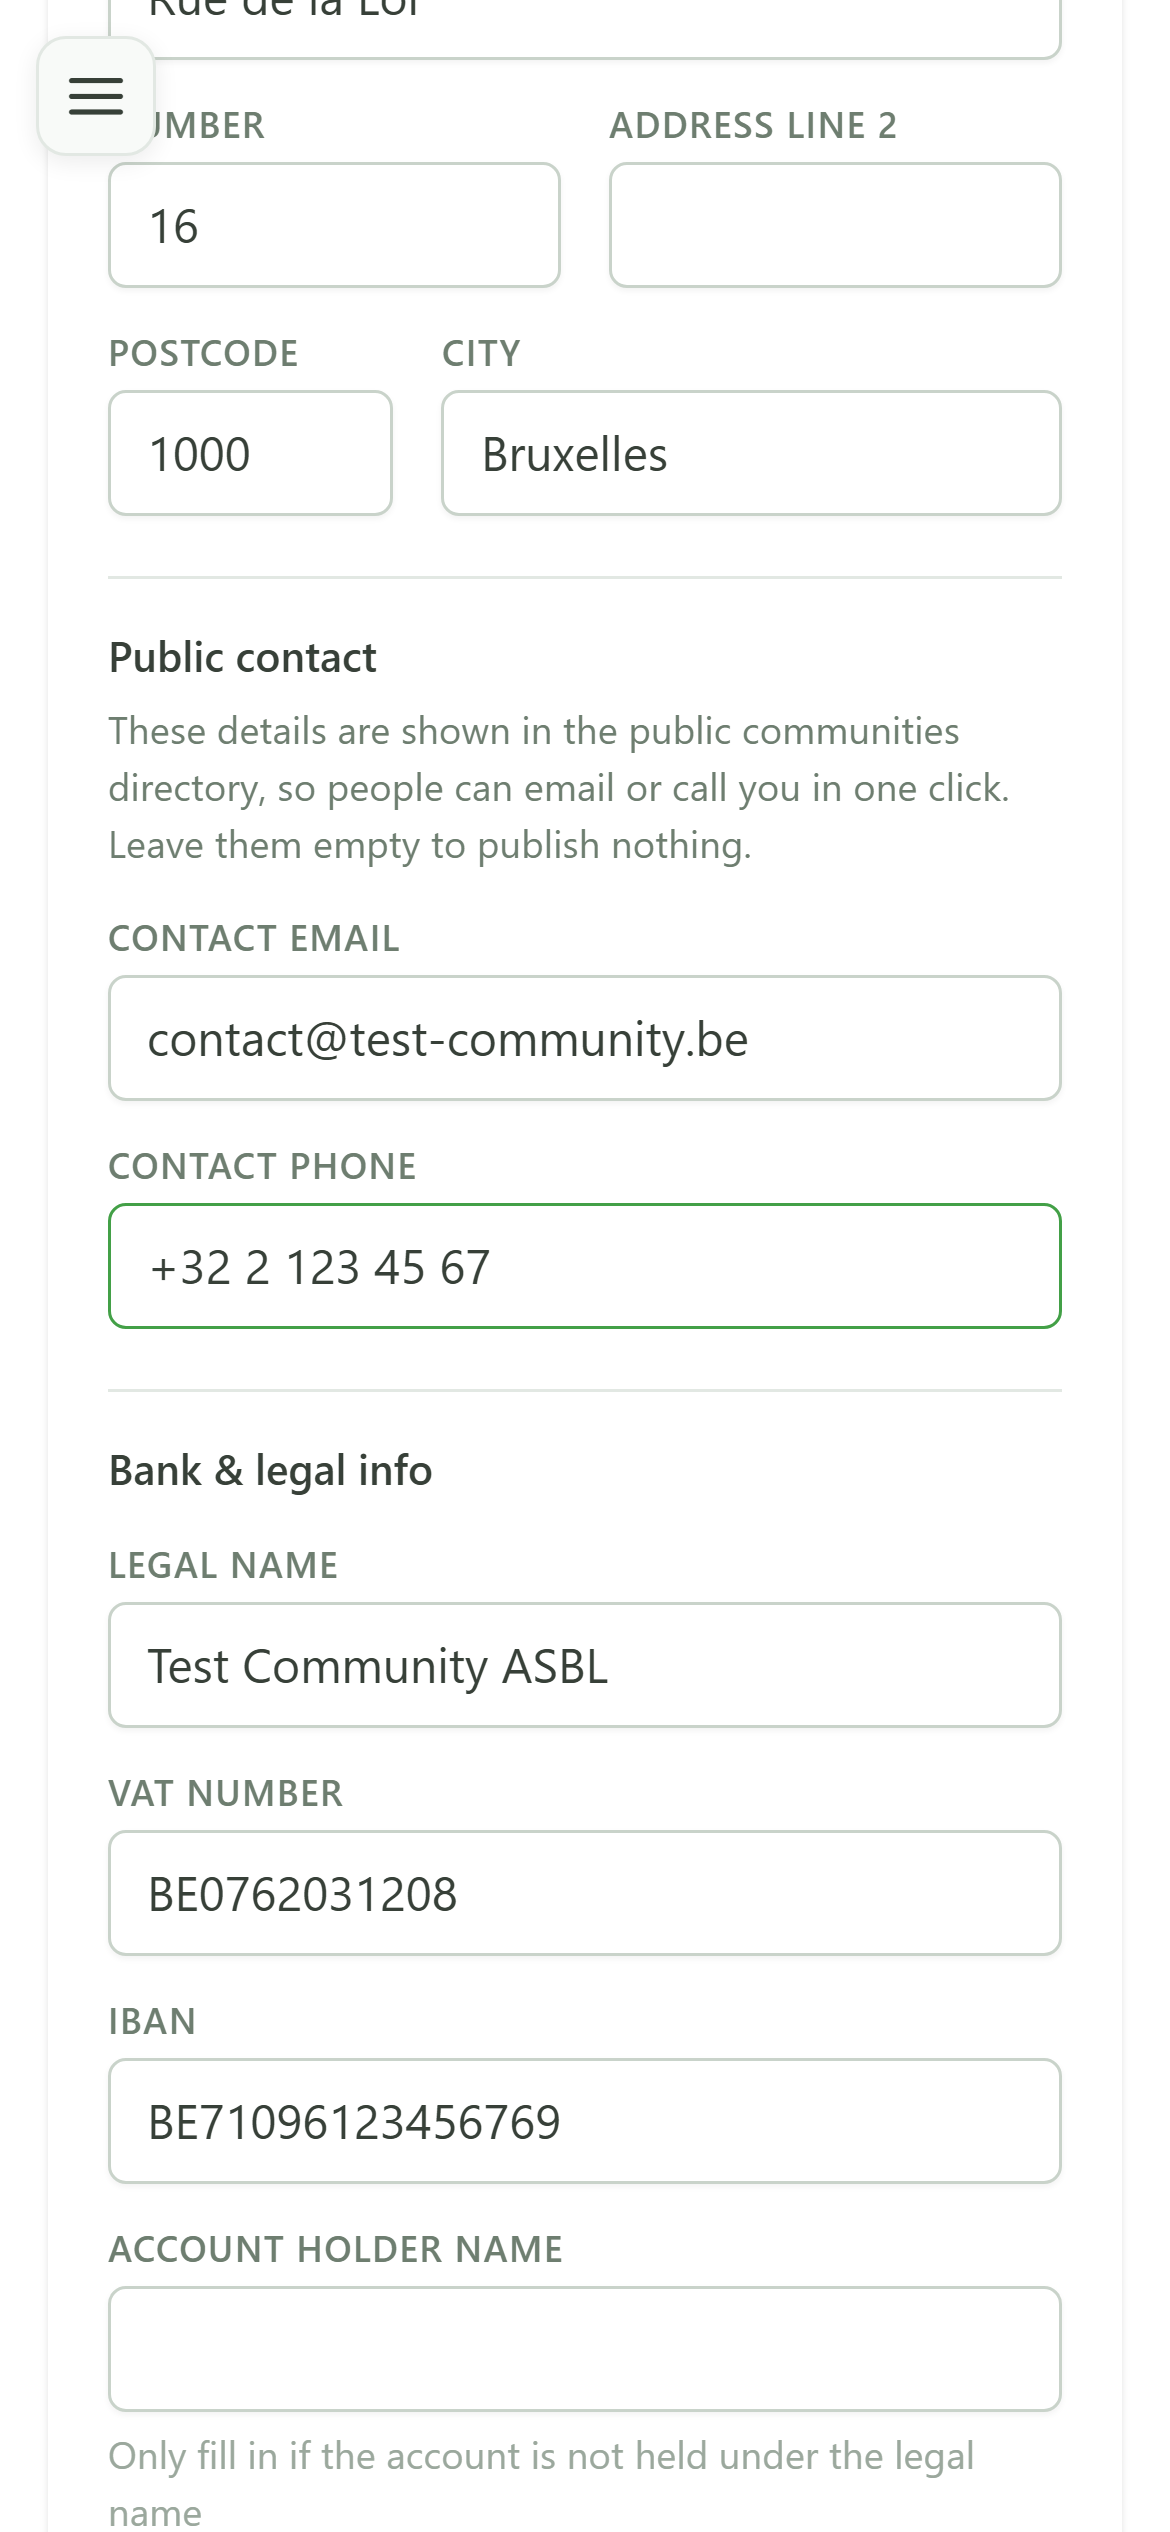 Rue de la Loi
UMBER
ADDRESS LINE 2
16
POSTCODE
CITY
1000
Bruxelles
Public contact
These details are shown in the public communities
directory, so people can email or call you in one click.
Leave them empty to publish nothing.
CONTACT EMAIL
contact@test-community.be
CONTACT PHONE
+32 2 123 45 67
Bank & legal info
LEGAL NAME
Test Community ASBL
VAT NUMBER
BE0762031208
IBAN
BE71096123456769
ACCOUNT HOLDER NAME
Only fill in if the account is not held under the legal
name